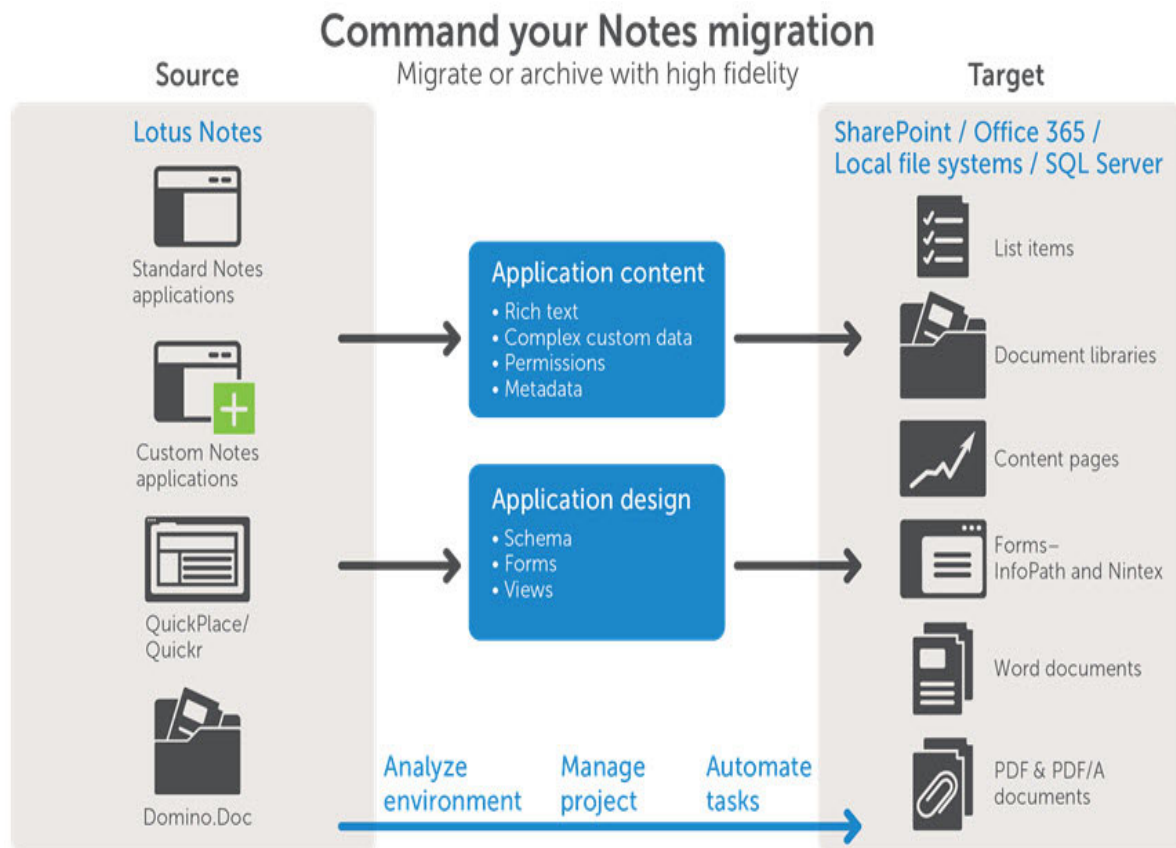 Command your Notes migration
Migrate or archive with high fidelity
Source
Lotus Notes
Standard Notes
applications
Custom Notes
applications
QuickPlace/
Quickr
Domino.Doc
Application content
• Rich text
• Complex custom data
• Permissions
• Metadata
Application design
• Schema
• Forms
• Views
Analyze
environment
Manage
project
Automate
tasks
Target
SharePoint / Office 365 /
Local file systems / SQL Server
List items
Document libraries
Content pages
Forms–
InfoPath and Nintex
Word documents
PDF & PDF/A
documents